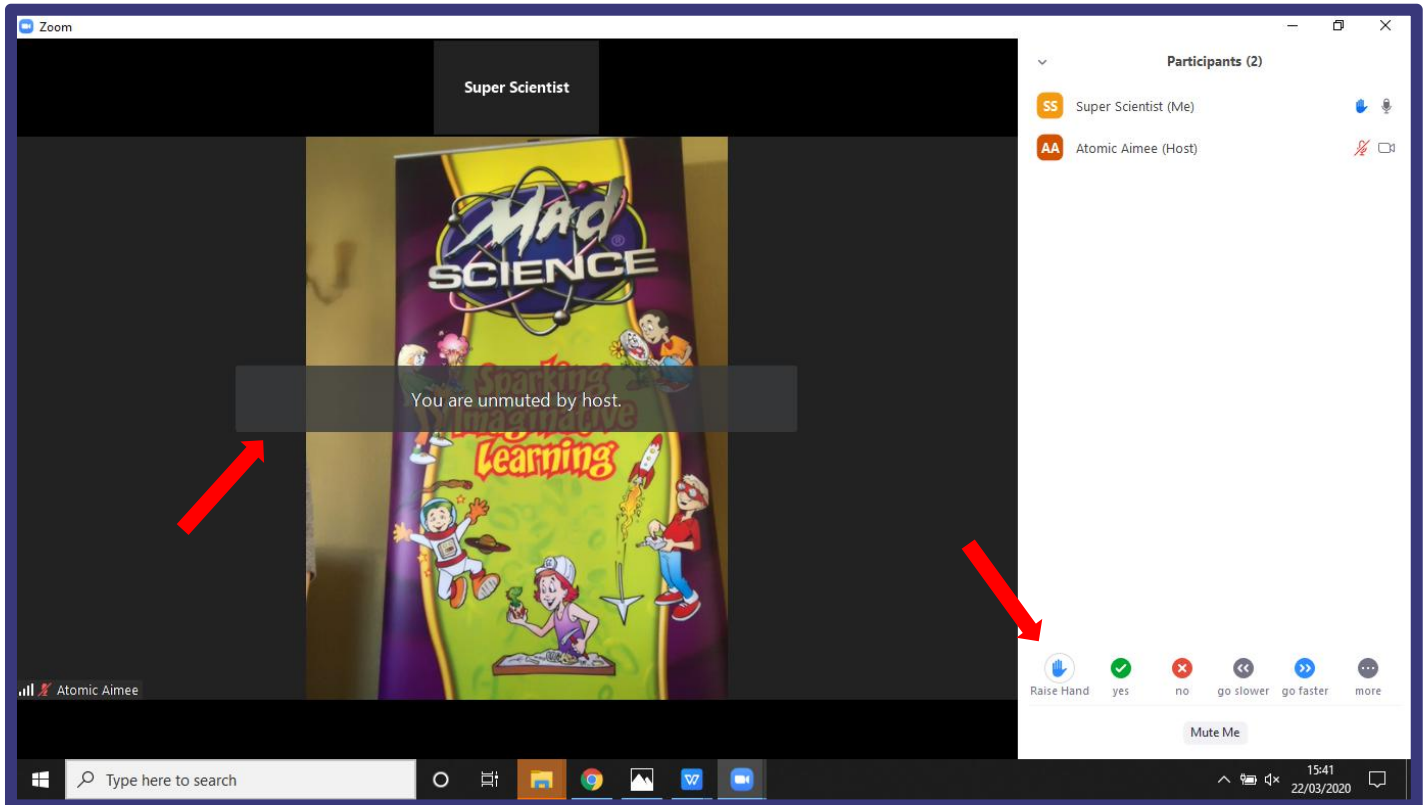 Zoom
Super Scientist
Mad
SCIENCE
®
Sparking
Imaginative
Learning
You are unmuted by host.
Atomic Aimee
Participants (2)
SS Super Scientist (Me)
AA Atomic Aimee (Host)
Raise Hand yes no go slower go faster more
Mute Me
Type here to search
W
15:41
22/03/2020